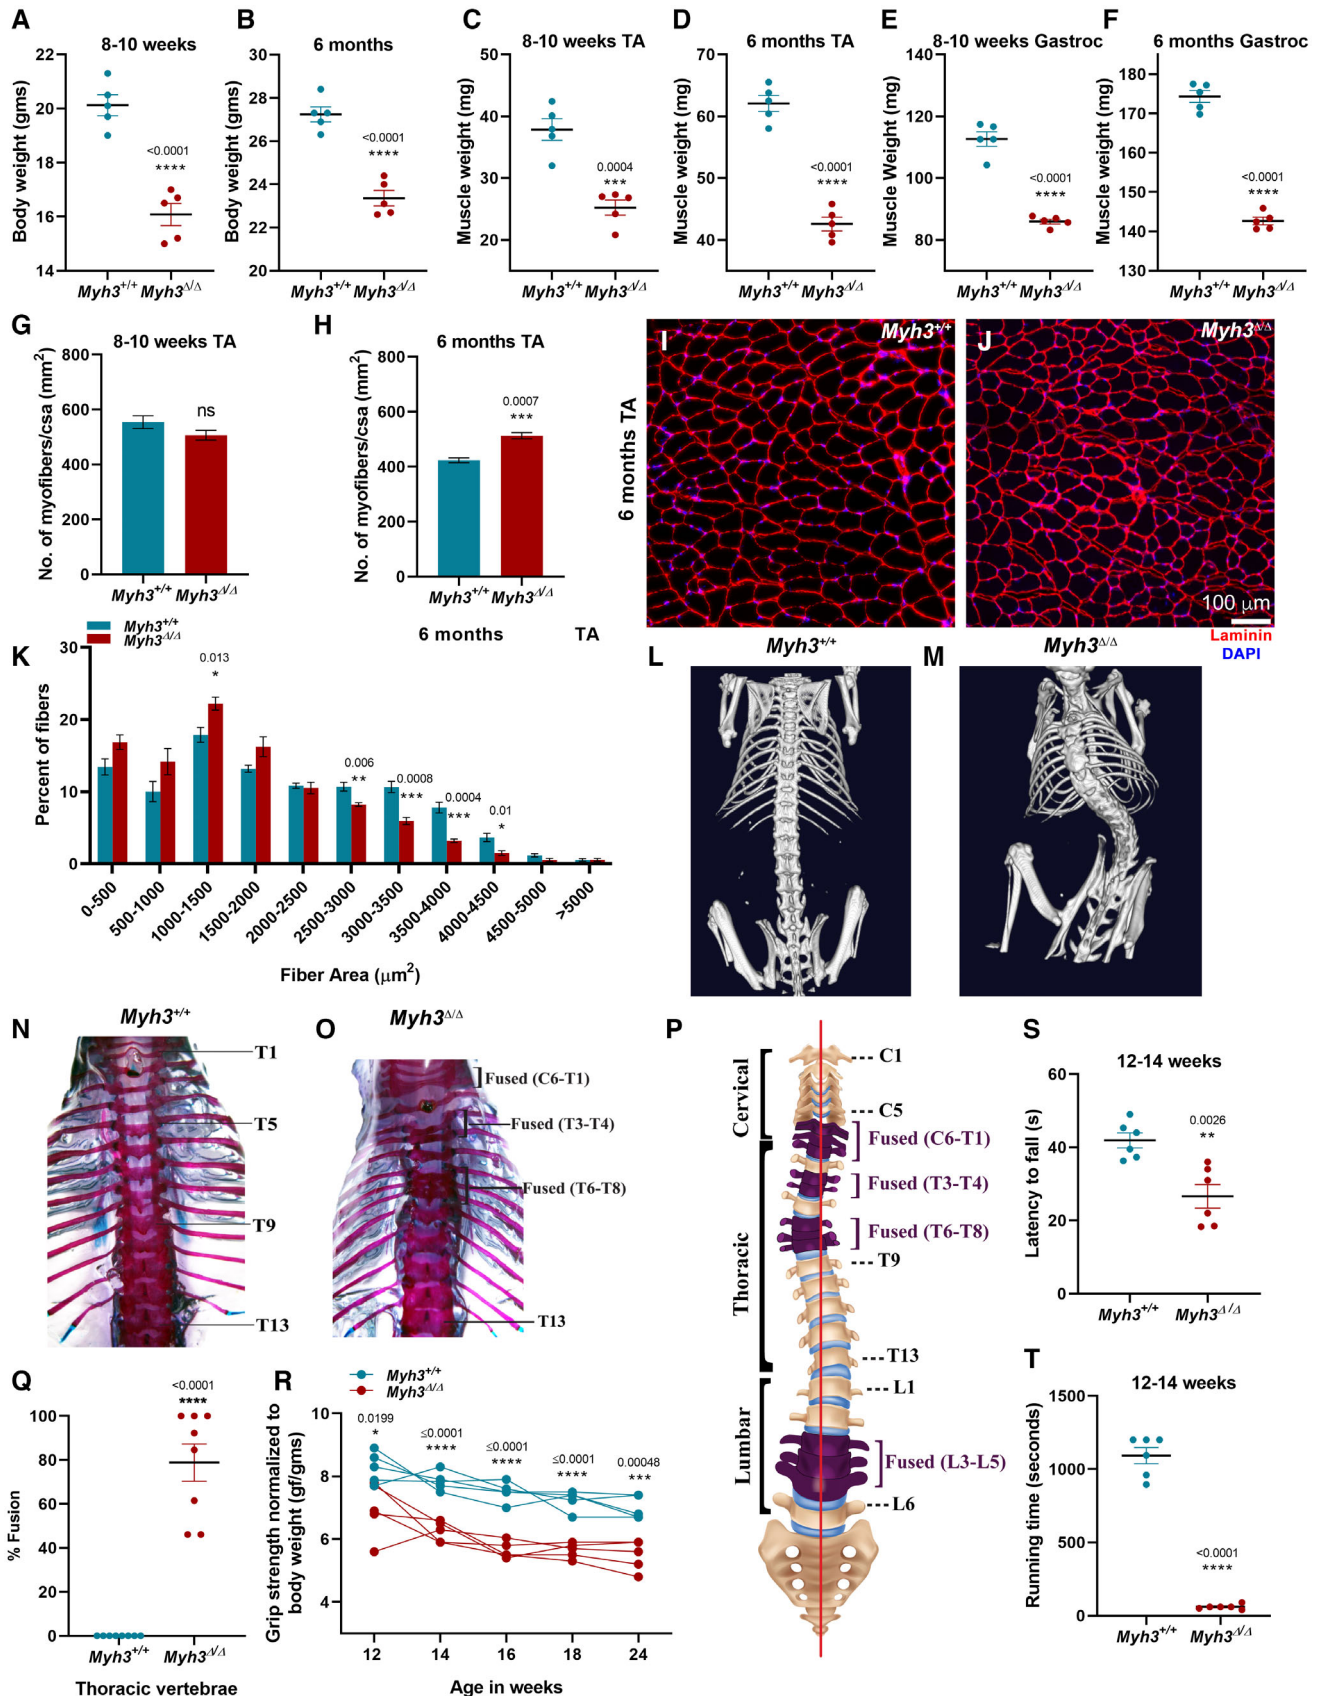 A
8-10 weeks
Body weight (gms)
22
20
18
16
14
<0.0001
****
Myh3+/+ Myh3Δ/Δ
B
6 months
Body weight (gms)
30
28
26
24
22
20
<0.0001
****
Myh3+/+ Myh3Δ/Δ
C
8-10 weeks TA
Muscle weight (mg)
50
40
30
20
0.0004
***
Myh3+/+ Myh3Δ/Δ
D
6 months TA
Muscle weight (mg)
70
60
50
40
<0.0001
****
Myh3+/+ Myh3Δ/Δ
E
8-10 weeks Gastroc
Muscle Weight (mg)
140
120
100
80
<0.0001
****
Myh3+/+ Myh3Δ/Δ
F
6 months Gastroc
Muscle weight (mg)
180
170
160
150
140
130
<0.0001
****
Myh3+/+ Myh3Δ/Δ
G
8-10 weeks TA
No. of myofibers/csa (mm2)
800
600
400
200
0
ns
Myh3+/+ Myh3Δ/Δ
H
6 months TA
No. of myofibers/csa (mm2)
800
600
400
200
0
0.0007
***
Myh3+/+ Myh3Δ/Δ
6 months TA
I
Myh3+/+
J
Myh3Δ/Δ
100 μm
Laminin
DAPI
K
Myh3+/+
Myh3Δ/Δ
6 months TA
Percent of fibers
30
20
10
0
0.013
*
0.006
**
0.0008
***
0.0004
***
0.01
*
0-500
500-1000
1000-1500
1500-2000
2000-2500
2500-3000
3000-3500
3500-4000
4000-4500
4500-5000
>5000
Fiber Area (μm2)
L
Myh3+/+
M
Myh3Δ/Δ
N
Myh3+/+
T1
T5
T9
T13
O
Myh3Δ/Δ
Fused (C6-T1)
Fused (T3-T4)
Fused (T6-T8)
T13
P
Cervical
Thoracic
Lumbar
C1
C5
Fused (C6-T1)
Fused (T3-T4)
Fused (T6-T8)
T9
T13
L1
Fused (L3-L5)
L6
Q
% Fusion
100
80
60
40
20
0
<0.0001
****
Myh3+/+ Myh3Δ/Δ
Thoracic vertebrae
R
Myh3+/+
Myh3Δ/Δ
Grip strength normalized to
body weight (gf/gms)
10
8
6
4
0.0199
*
≤0.0001
****
≤0.0001
****
≤0.0001
****
0.00048
***
12 14 16 18 24
Age in weeks
S
12-14 weeks
Latency to fall (s)
60
40
20
0
0.0026
**
Myh3+/+ Myh3Δ/Δ
T
12-14 weeks
Running time (seconds)
1500
1000
500
0
<0.0001
****
Myh3+/+ Myh3Δ/Δ